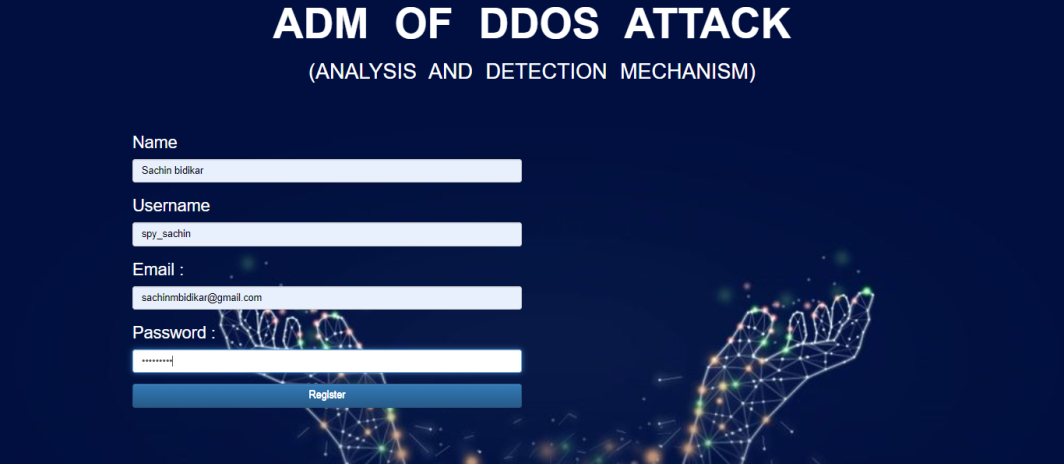 ADM OF DDOS ATTACK
(ANALYSIS AND DETECTION MECHANISM)
Name
Sachin bidikar
Username
spy_sachin
Email :
sachinmbidikar@gmail.com
Password :
•••••••••
Register